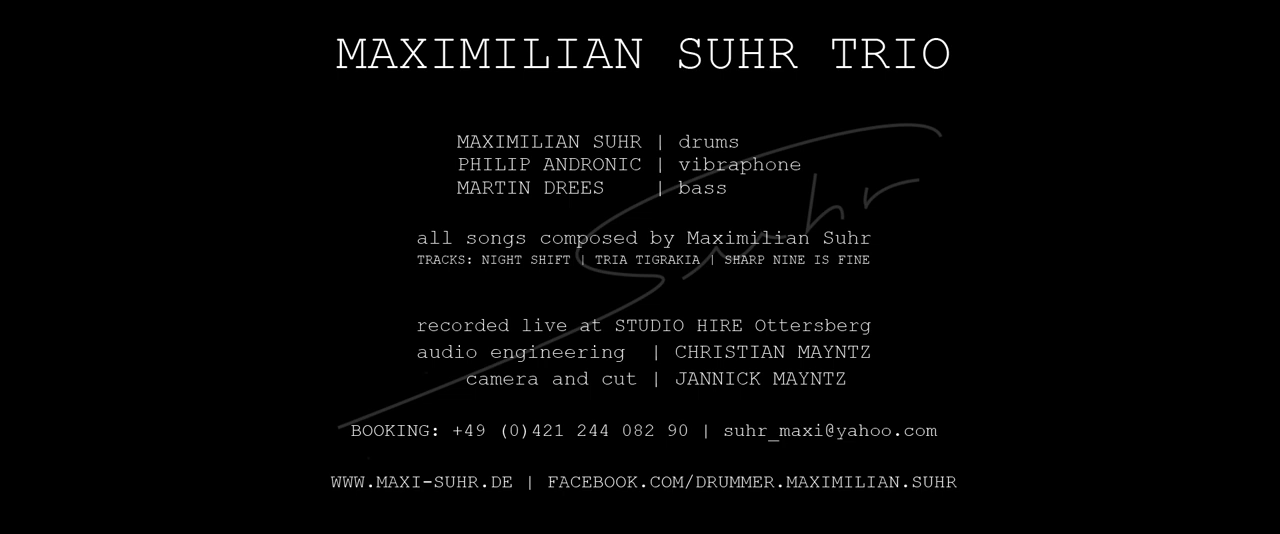 MAXIMILIAN SUHR TRIO
MAXIMILIAN SUHR | drums
PHILIP ANDRONIC | vibraphone
MARTIN DREES | bass
Suhr
all songs composed by Maximilian Suhr
TRACKS: NIGHT SHIFT | TRIA TIGRAKIA | SHARP NINE IS FINE
recorded live at STUDIO HIRE Ottersberg
audio engineering | CHRISTIAN MAYNTZ
camera and cut | JANNICK MAYNTZ
BOOKING: +49 (0)421 244 082 90 | suhr_maxi@yahoo.com
WWW.MAXI-SUHR.DE | FACEBOOK.COM/DRUMMER.MAXIMILIAN.SUHR